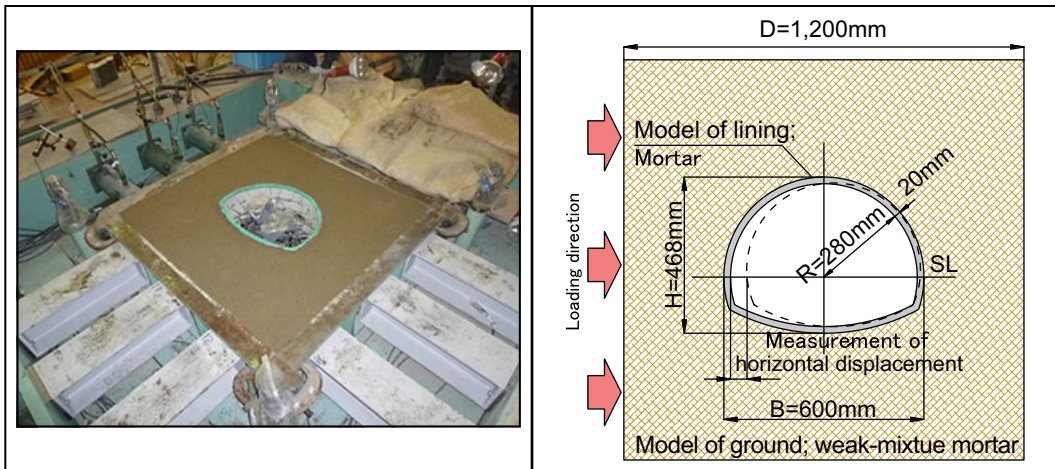 D=1,200mm
Model of lining;
Mortar
20mm
R=280mm
H=468mm
SL
Loading direction
Measurement of
horizontal displacement
B=600mm
Model of ground; weak-mixtue mortar